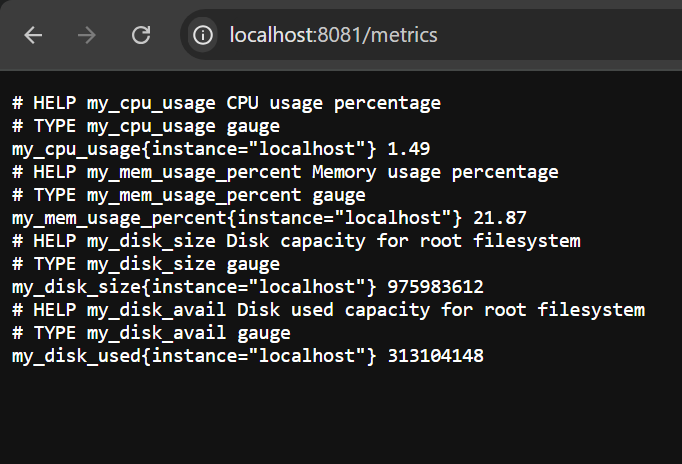 localhost:8081/metrics
# HELP my_cpu_usage CPU usage percentage
# TYPE my_cpu_usage gauge
my_cpu_usage{instance="localhost"} 1.49
# HELP my_mem_usage_percent Memory usage percentage
# TYPE my_mem_usage_percent gauge
my_mem_usage_percent{instance="localhost"} 21.87
# HELP my_disk_size Disk capacity for root filesystem
# TYPE my_disk_size gauge
my_disk_size{instance="localhost"} 975983612
# HELP my_disk_avail Disk used capacity for root filesystem
# TYPE my_disk_avail gauge
my_disk_used{instance="localhost"} 313104148